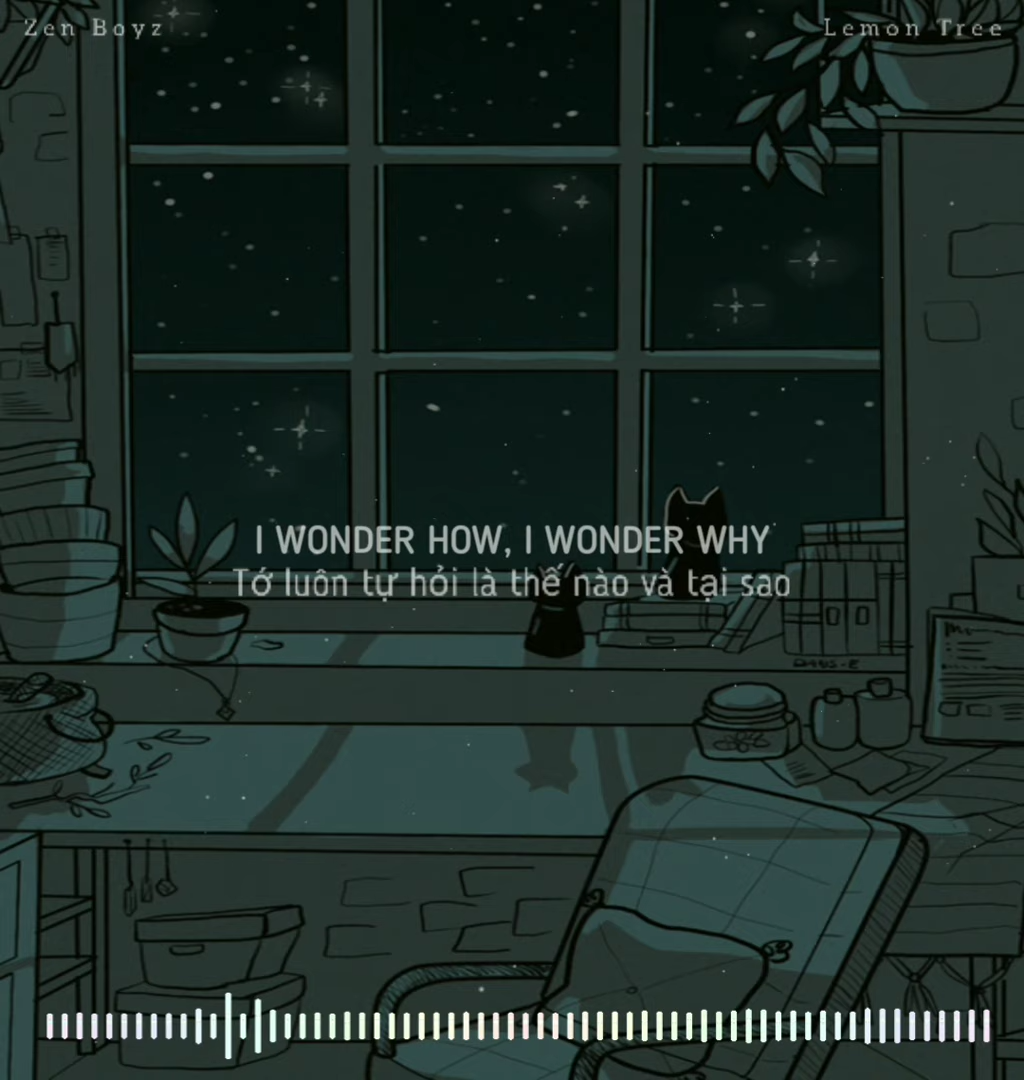 Zen Boyz
Lemon Tree
I WONDER HOW, I WONDER WHY
Tớ luôn tự hỏi là thế nào và tại sao